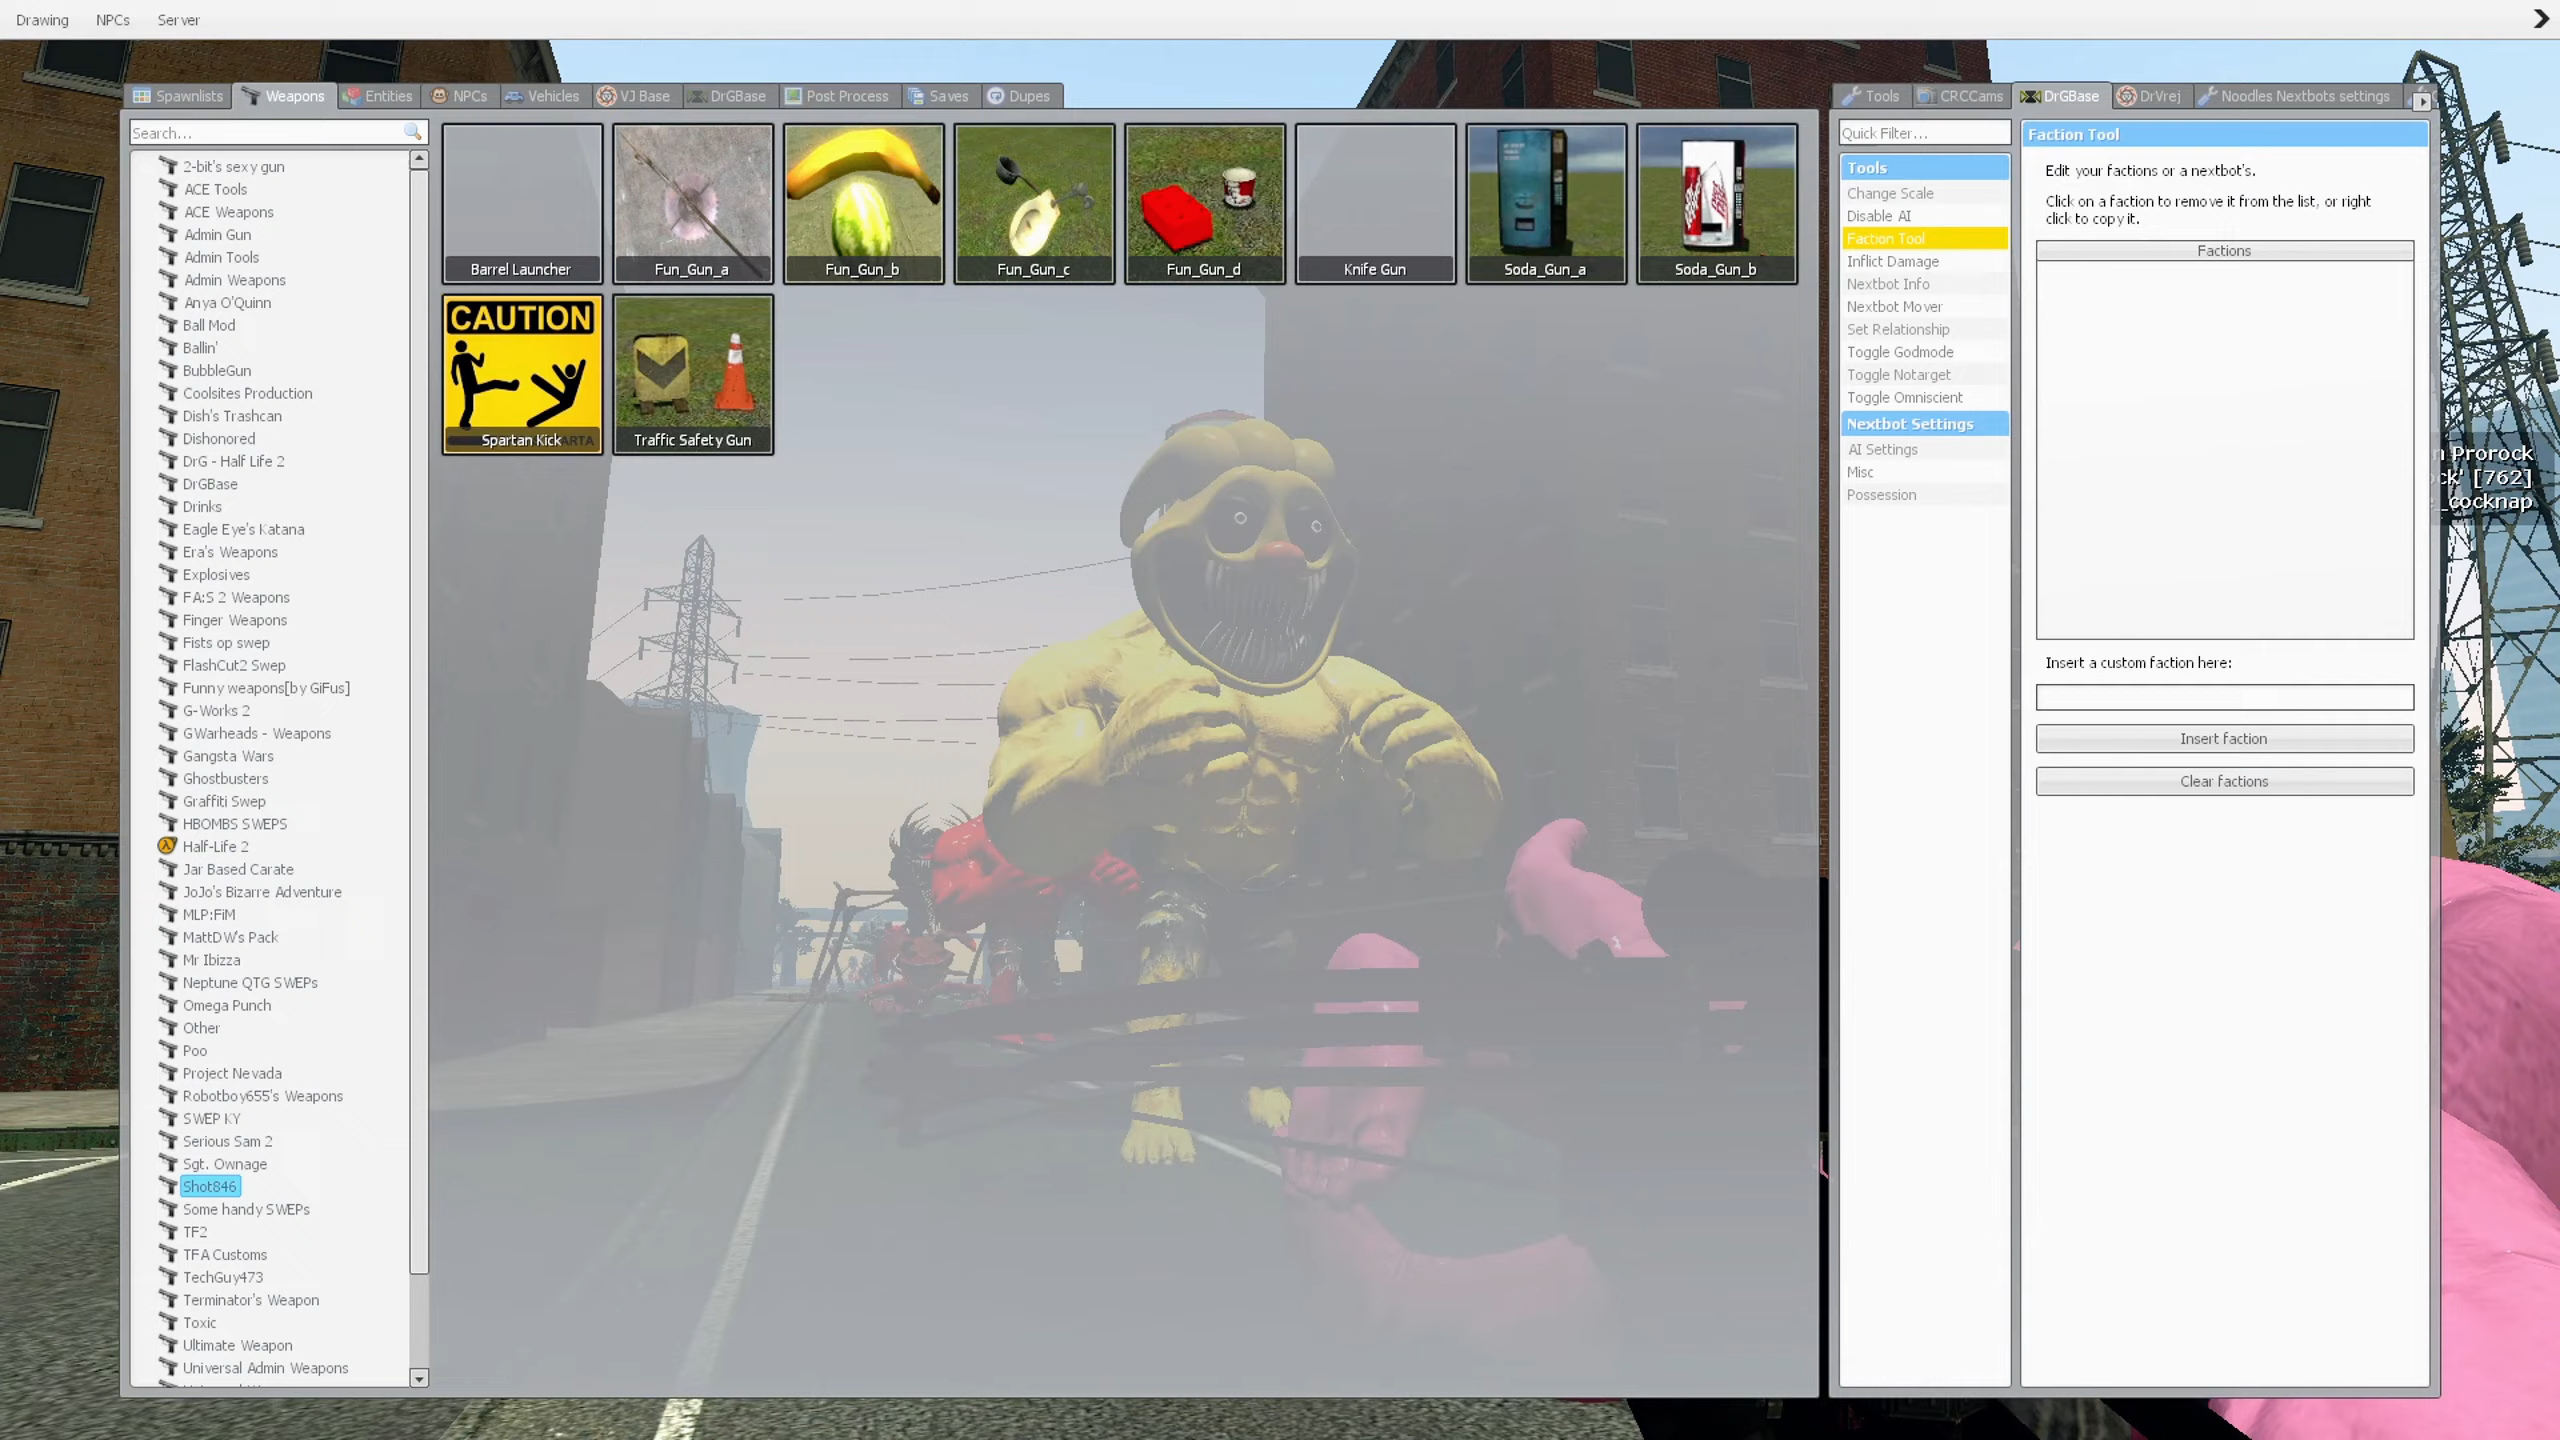 Drawing NPCs Server
Spawnlists Weapons Entities NPCs Vehicles VJ Base DrGBase Post Process Saves Dupes
Search...
2-bit's sexy gun
ACE Tools
ACE Weapons
Admin Gun
Admin Tools
Admin Weapons
Anya O'Quinn
Ball Mod
Ballin'
BubbleGun
Coolsites Production
Dish's Trashcan
Dishonored
DrG - Half Life 2
DrGBase
Drinks
Eagle Eye's Katana
Era's Weapons
Explosives
FA:S 2 Weapons
Finger Weapons
Fists op swep
FlashCut2 Swep
Funny weapons[by GiFus]
G-Works 2
GWarheads - Weapons
Gangsta Wars
Ghostbusters
Graffiti Swep
HBOMBS SWEPS
Half-Life 2
Jar Based Carate
JoJo's Bizarre Adventure
MLP:FiM
MattDW's Pack
Mr Ibizza
Neptune QTG SWEPs
Omega Punch
Other
Poo
Project Nevada
Robotboy655's Weapons
SWEP KY
Serious Sam 2
Sgt. Ownage
Shot846
Some handy SWEPs
TF2
TFA Customs
TechGuy473
Terminator's Weapon
Toxic
Ultimate Weapon
Universal Admin Weapons
Barrel Launcher
Fun_Gun_a
Fun_Gun_b
Fun_Gun_c
Fun_Gun_d
Knife Gun
Soda_Gun_a
Soda_Gun_b
CAUTION
Spartan Kick
Traffic Safety Gun
Tools CRCCams DrGBase DrVrej Noodles Nextbots settings
Quick Filter...
Tools
Change Scale
Disable AI
Faction Tool
Inflict Damage
Nextbot Info
Nextbot Mover
Set Relationship
Toggle Godmode
Toggle Notarget
Toggle Omniscient
Nextbot Settings
AI Settings
Misc
Possession
Faction Tool
Edit your factions or a nextbot's.
Click on a faction to remove it from the list, or right
click to copy it.
Factions
Insert a custom faction here:
Insert faction
Clear factions
Prorock
ck' [762]
_cocknap